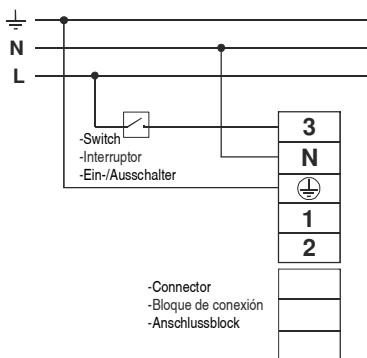 N
L
3
-Switch
-Interruptor
N
-Ein-/Ausschalter
1
2
-Connector
-Bloque de conexión
-Anschlussblock